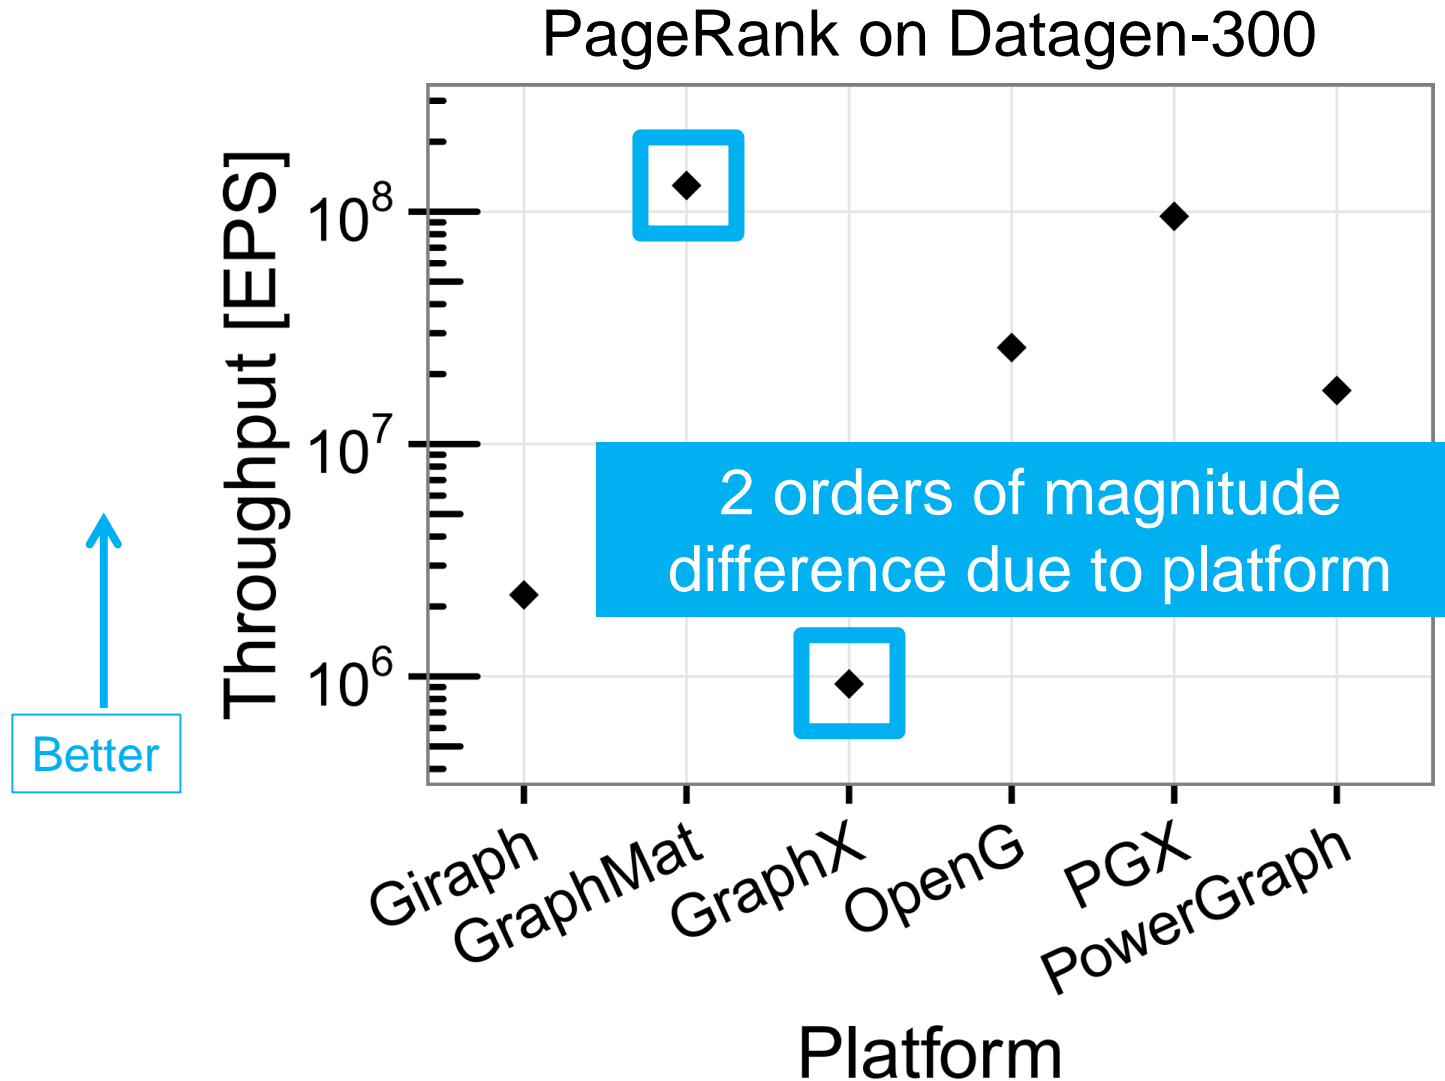 PageRank on Datagen-300
Throughput [EPS]
10⁸
10⁷
10⁶
2 orders of magnitude
difference due to platform
Better
Giraph
GraphMat
GraphX
OpenG
PGX
PowerGraph
Platform